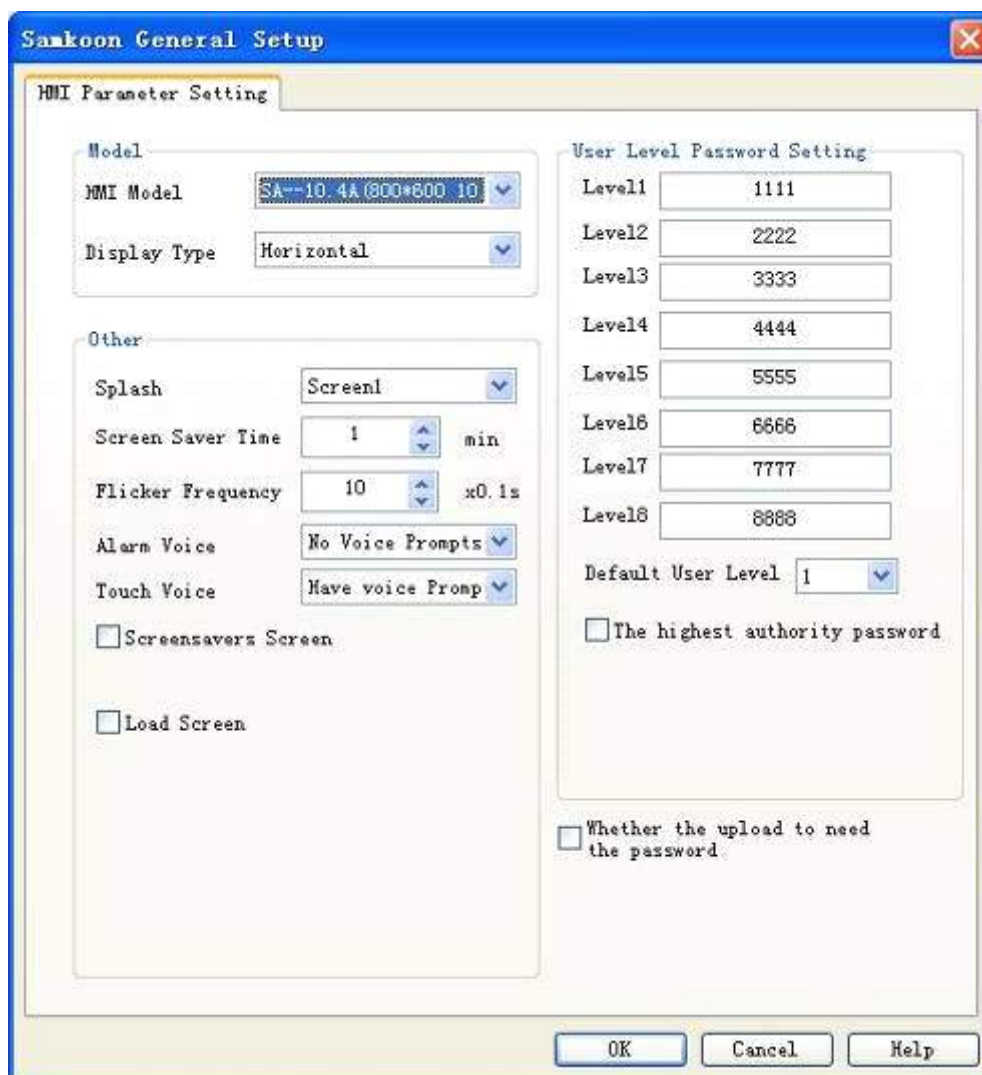 Samkoon General Setup
HMI Parameter Setting
Model
HMI Model
SA--10.4A(800*600 10
Display Type
Horizontal
Other
Splash
Screen1
Screen Saver Time
1
min
Flicker Frequency
10
x0.1s
Alarm Voice
No Voice Prompts
Touch Voice
Have voice Promp
Screensavers Screen
Load Screen
User Level Password Setting
Level1
1111
Level2
2222
Level3
3333
Level4
4444
Level5
5555
Level6
6666
Level7
7777
Level8
8888
Default User Level
1
The highest authority password
Whether the upload to need
the password
OK
Cancel
Help